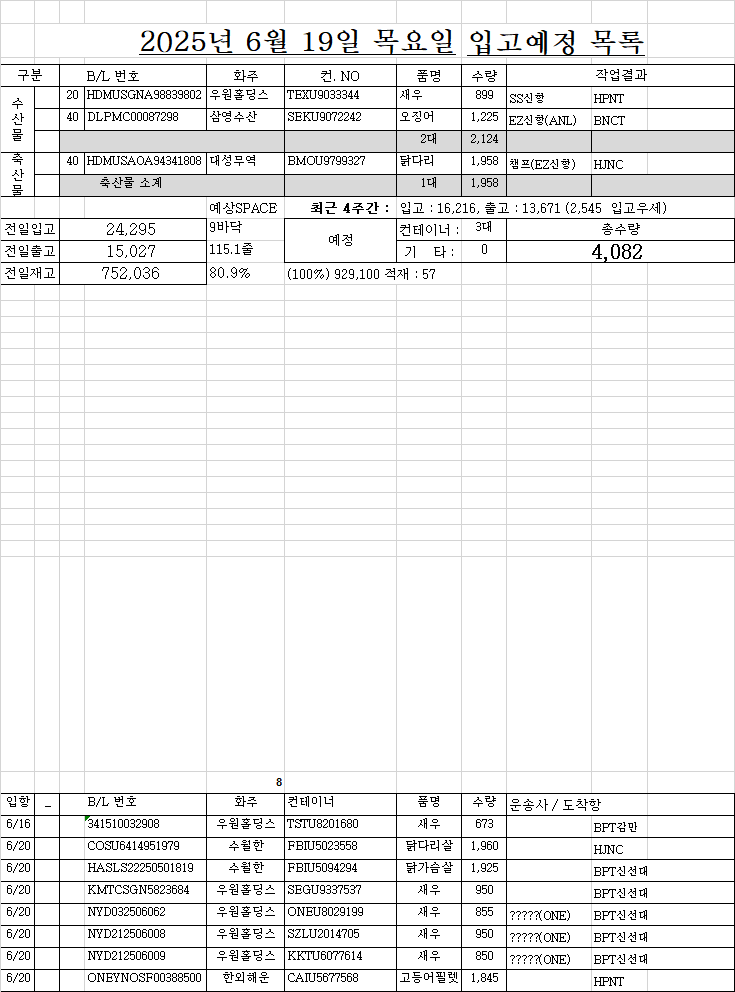 2025년 6월 19일 목요일 입고예정 목록
구분 B/L 번호 화주 컨. NO 품명 수량 작업결과
수산물
20 HDMUSGNA98839802 우원홀딩스 TEXU9033344 새우 899 SS신항 HPNT
40 DLPMC00087298 삼영수산 SEKU9072242 오징어 1,225 EZ신항(ANL) BNCT
2대 2,124
축산물
40 HDMUSAOA94341808 대성무역 BMOU9799327 닭다리 1,958 챔프(EZ신항) HJNC
축산물 소계 1대 1,958
예상SPACE 최근 4주간 : 입고 : 16,216, 출고 : 13,671 (2,545 입고우세)
전일입고 24,295 9바닥 예정 컨테이너 : 3대 총수량
전일출고 15,027 115.1줄 기 타 : 0 4,082
전일재고 752,036 80.9% (100%) 929,100 적재 : 57
8
입항 _ B/L 번호 화주 컨테이너 품명 수량 운송사 / 도착항
6/16 341510032908 우원홀딩스 TSTU8201680 새우 673 BPT감만
6/20 COSU6414951979 수월한 FBIU5023558 닭다리살 1,960 HJNC
6/20 HASLS22250501819 수월한 FBIU5094294 닭가슴살 1,925 BPT신선대
6/20 KMTCSGN5823684 우원홀딩스 SEGU9337537 새우 950 BPT신선대
6/20 NYD032506062 우원홀딩스 ONEU8029199 새우 855 ?????(ONE) BPT신선대
6/20 NYD212506008 우원홀딩스 SZLU2014705 새우 950 ?????(ONE) BPT신선대
6/20 NYD212506009 우원홀딩스 KKTU6077614 새우 850 ?????(ONE) BPT신선대
6/20 ONEYNOSF00388500 한외해운 CAIU5677568 고등어필렛 1,845 HPNT